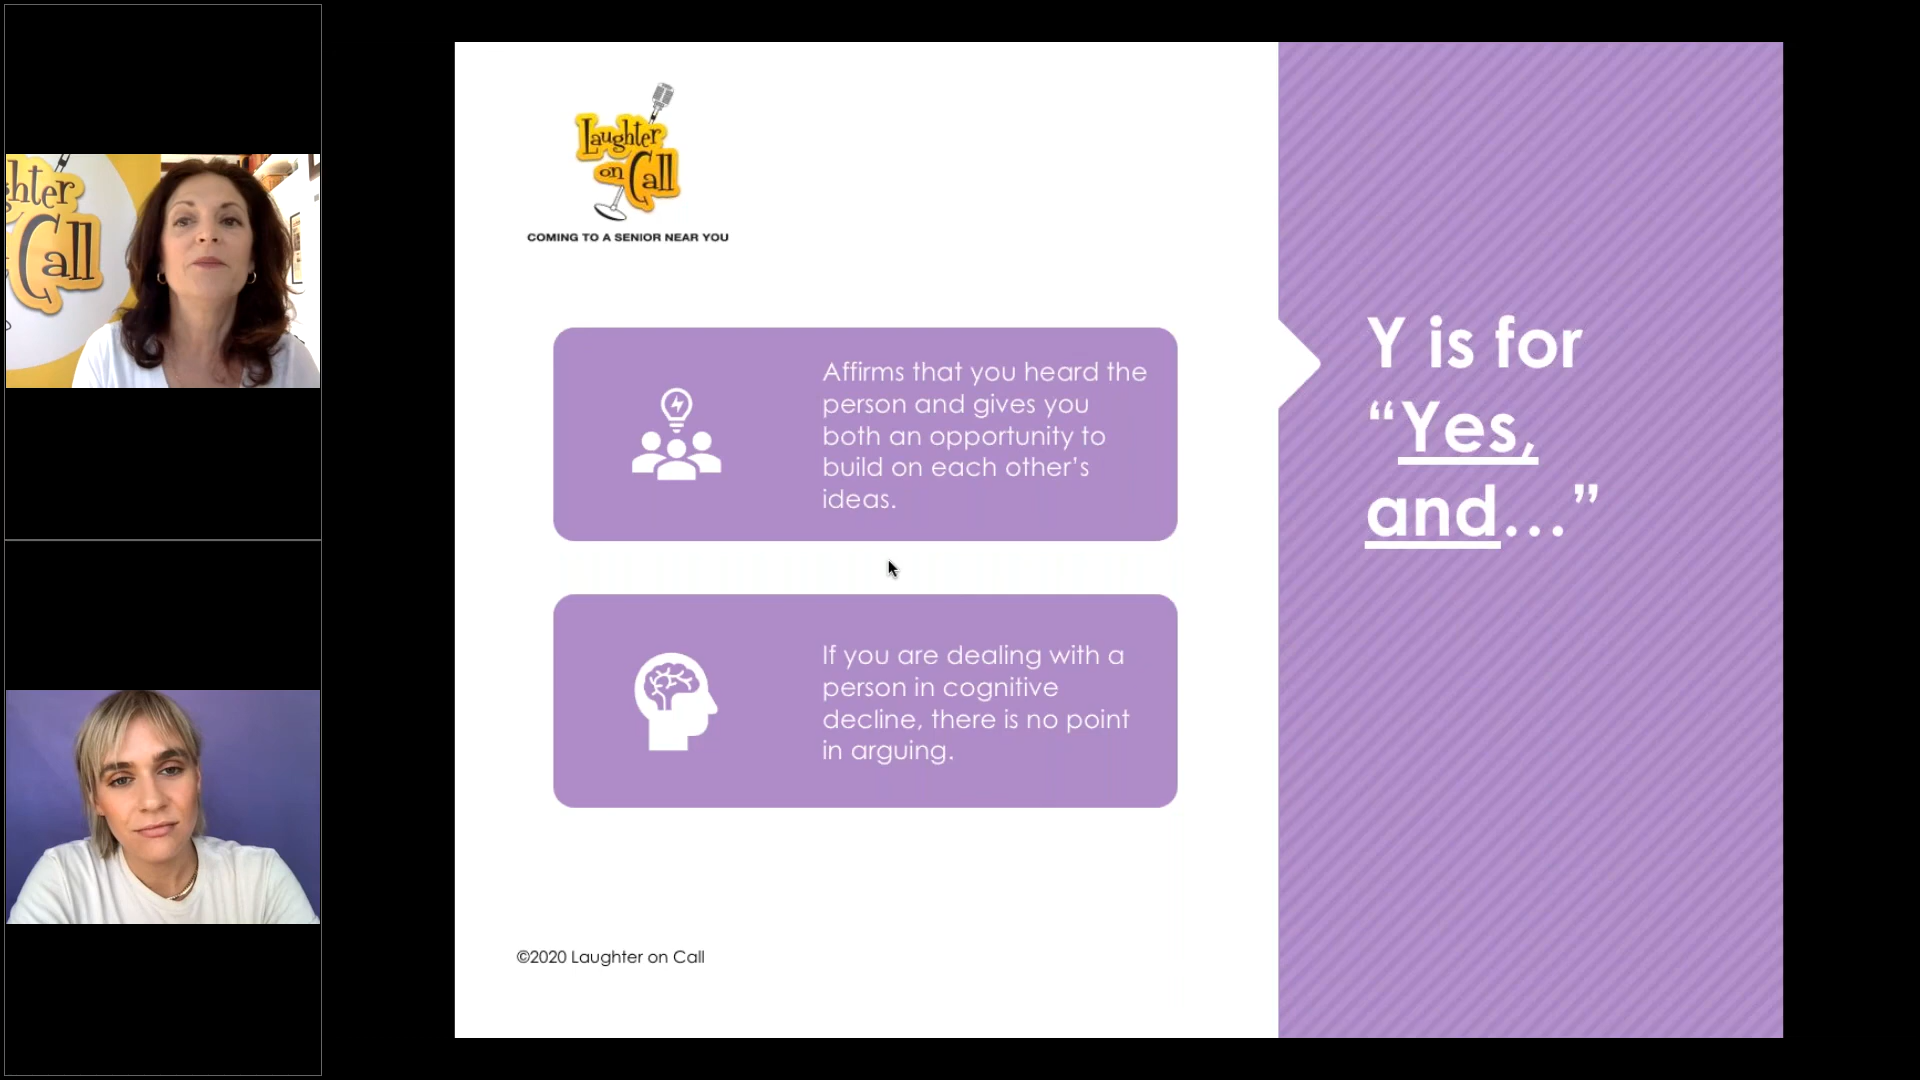 hter
Call
Laughter
on Call
COMING TO A SENIOR NEAR YOU
Affirms that you heard the
person and gives you
both an opportunity to
build on each other’s
ideas.
If you are dealing with a
person in cognitive
decline, there is no point
in arguing.
©2020 Laughter on Call
Y is for
“Yes,
and…”